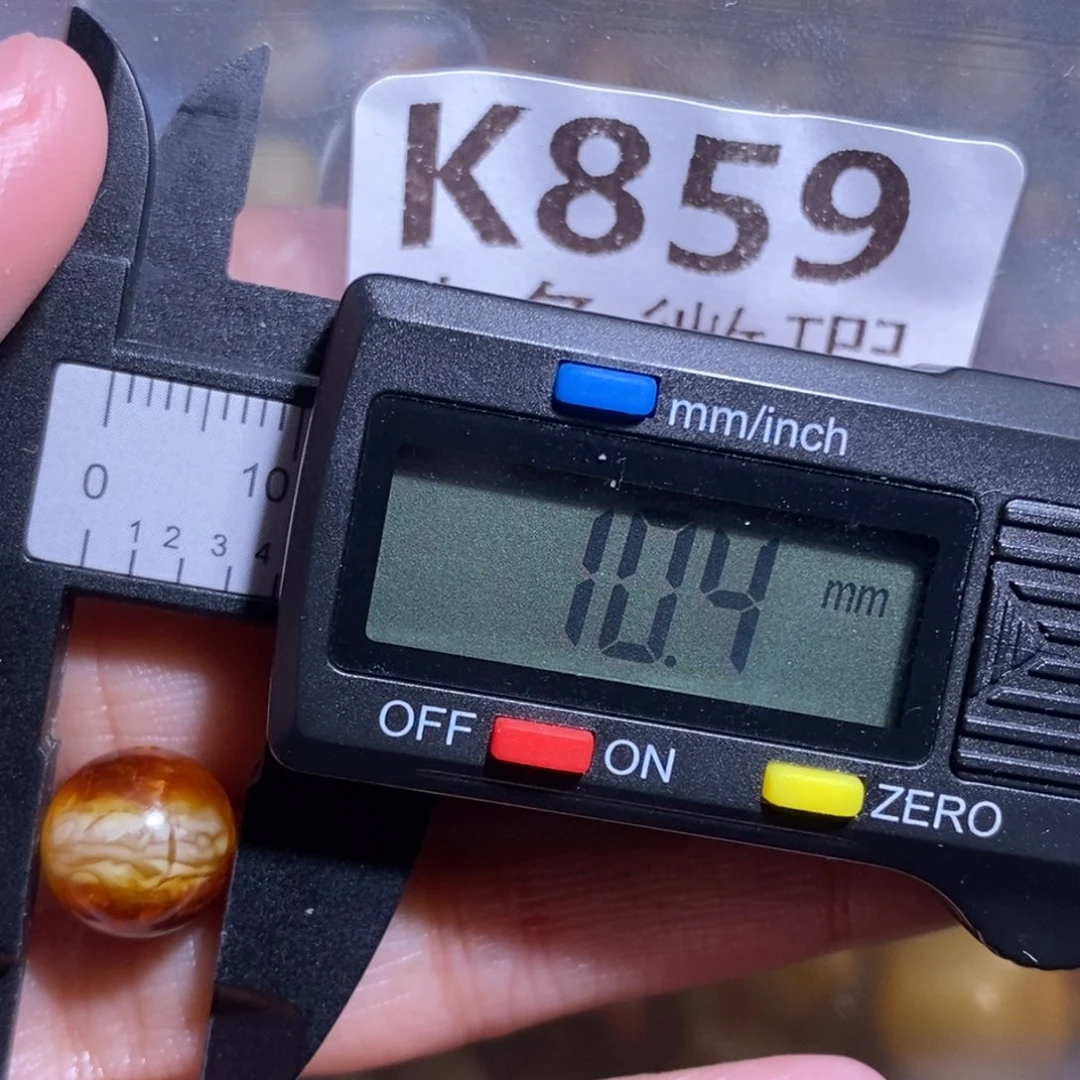 K859
mm/inch
0 10
1 2 3 4
10.4 mm
OFF ON ZERO